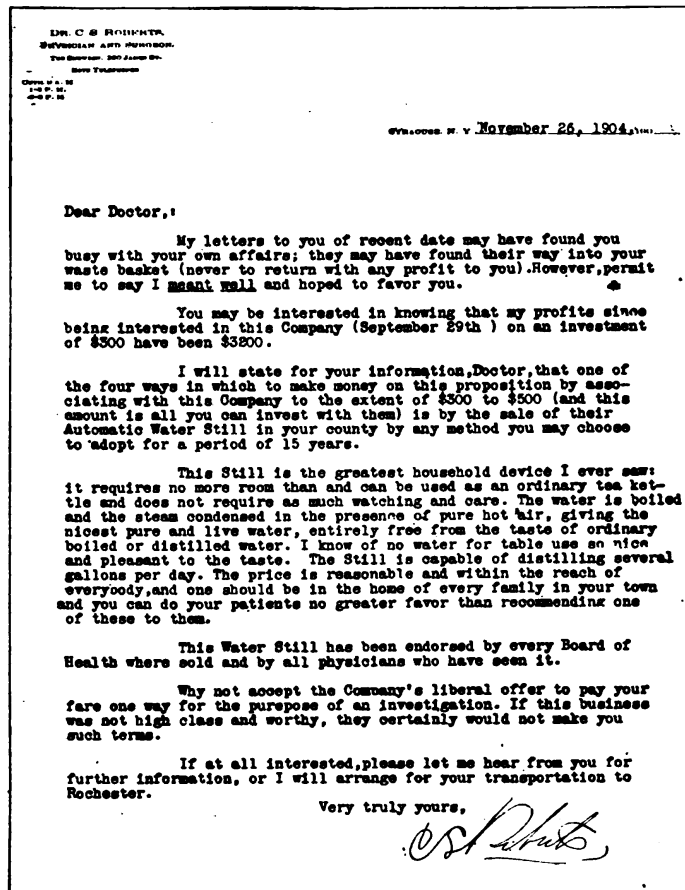 DR. C S ROBERTS,
PHYSICIAN AND SURGEON.
THE SNOWDON, 250 JAMES ST.
BOTH TELEPHONES
1-3 P. M.
SYRACUSE, N. Y. November 26, 1904,
Dear Doctor,:
My letters to you of recent date may have found you
busy with your own affairs; they may have found their way into your
waste basket (never to return with any profit to you).However,permit
me to say I meant well and hoped to favor you.
You may be interested in knowing that my profits since
being interested in this Company (September 29th ) on an investment
of $300 have been $3200.
I will state for your information,Doctor,that one of
the four ways in which to make money on this proposition by asso-
ciating with this Company to the extent of $300 to $500 (and this
amount is all you can invest with them) is by the sale of their
Automatic Water Still in your county by any method you may choose
to adopt for a period of 15 years.
This Still is the greatest household device I ever saw:
it requires no more room than and can be used as an ordinary tea ket-
tle and does not require as much watching and care. The water is boiled
and the steam condensed in the presence of pure hot air, giving the
nicest pure and live water, entirely free from the taste of ordinary
boiled or distilled water. I know of no water for table use so nice
and pleasant to the taste. The Still is capable of distilling several
gallons per day. The price is reasonable and within the reach of
everybody,and one should be in the home of every family in your town
and you can do your patients no greater favor than recommending one
of these to them.
This Water Still has been endorsed by every Board of
Health where sold and by all physicians who have seen it.
Why not accept the Company's liberal offer to pay your
fare one way for the purepose of an investigation. If this business
was not high class and worthy, they certainly would not make you
such terms.
If at all interested,please let me hear from you for
further information, or I will arrange for your transportation to
Rochester.
Very truly yours,
CS Roberts